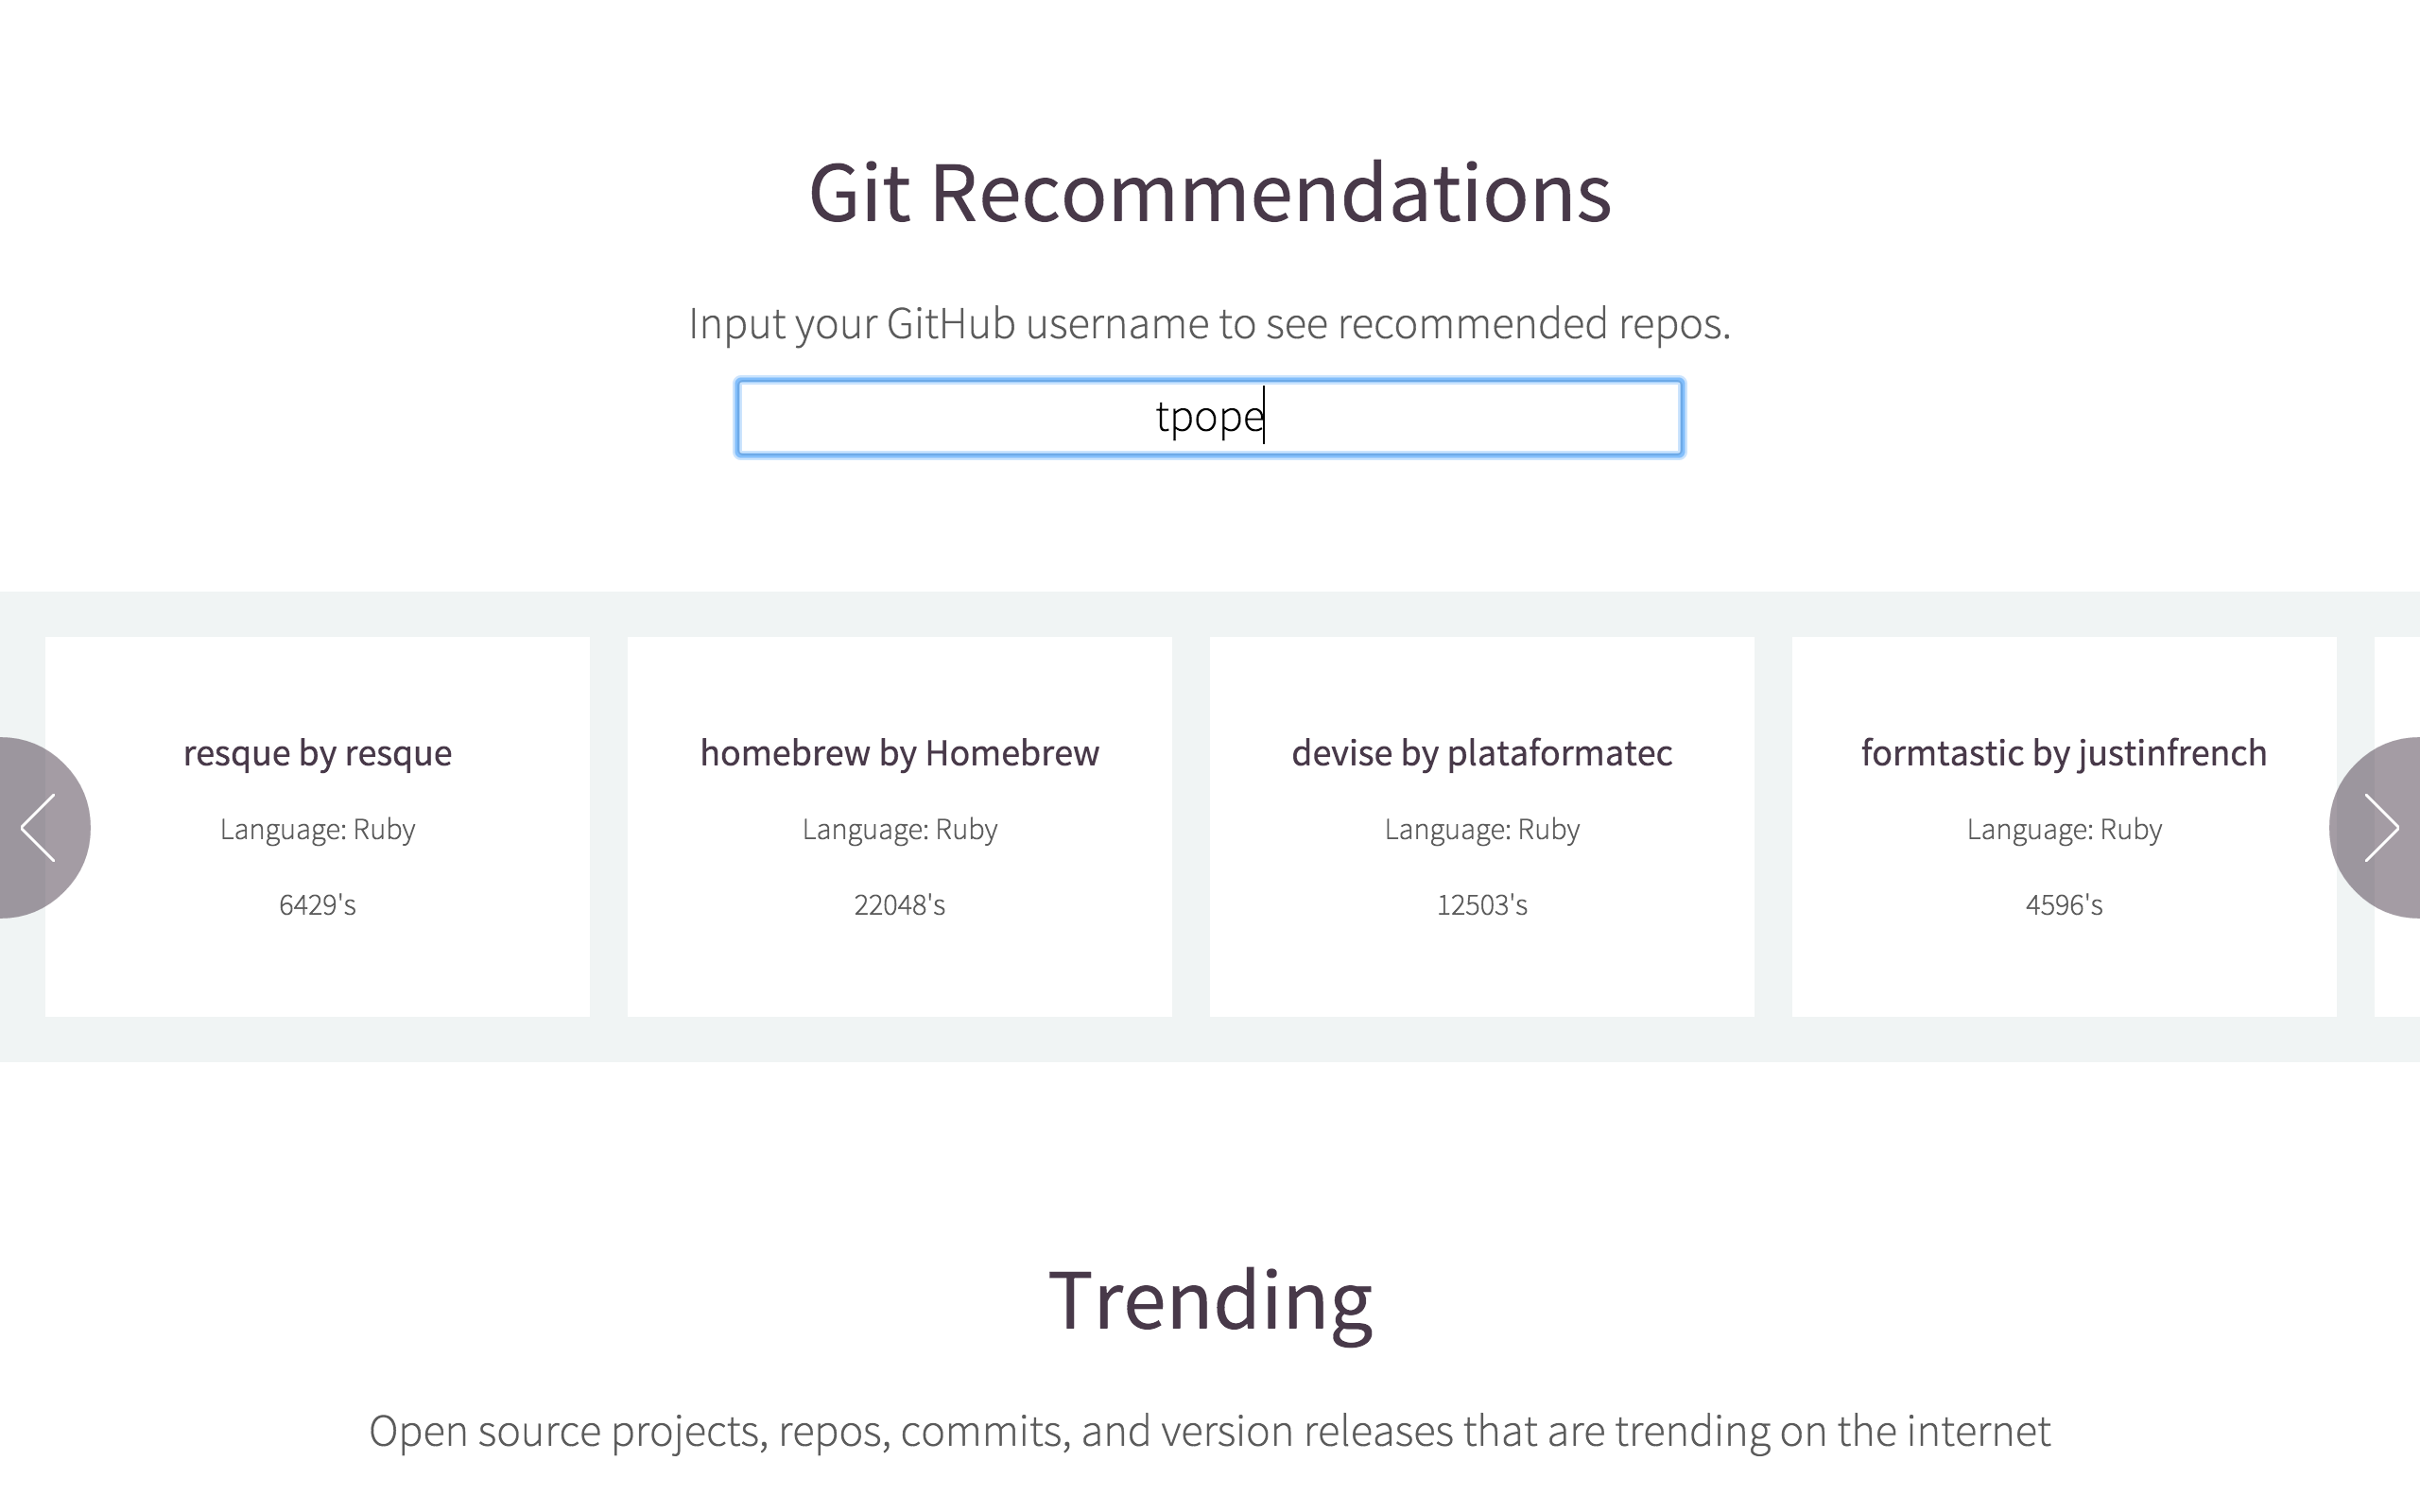 Git Recommendations
Input your GitHub username to see recommended repos.
tpope
resque by resque
Language: Ruby
6429's
homebrew by Homebrew
Language: Ruby
22048's
devise by plataformatec
Language: Ruby
12503's
formtastic by justinfrench
Language: Ruby
4596's
Trending
Open source projects, repos, commits, and version releases that are trending on the internet